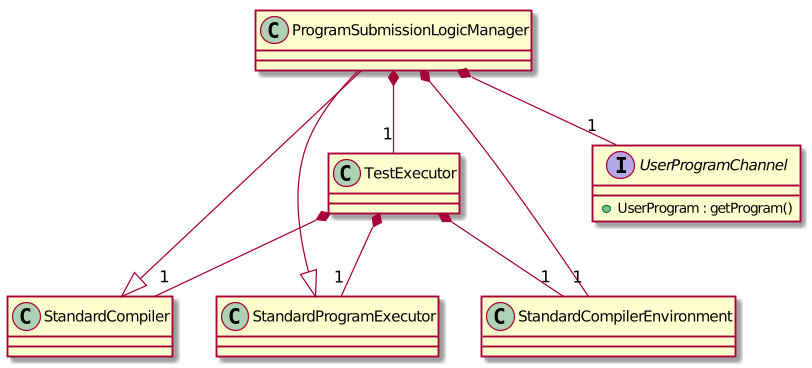 C ProgramSubmissionLogicManager
1
1
I UserProgramChannel
UserProgram : getProgram()
C TestExecutor
1
1
1
1
C StandardCompiler
C StandardProgramExecutor
C StandardCompilerEnvironment